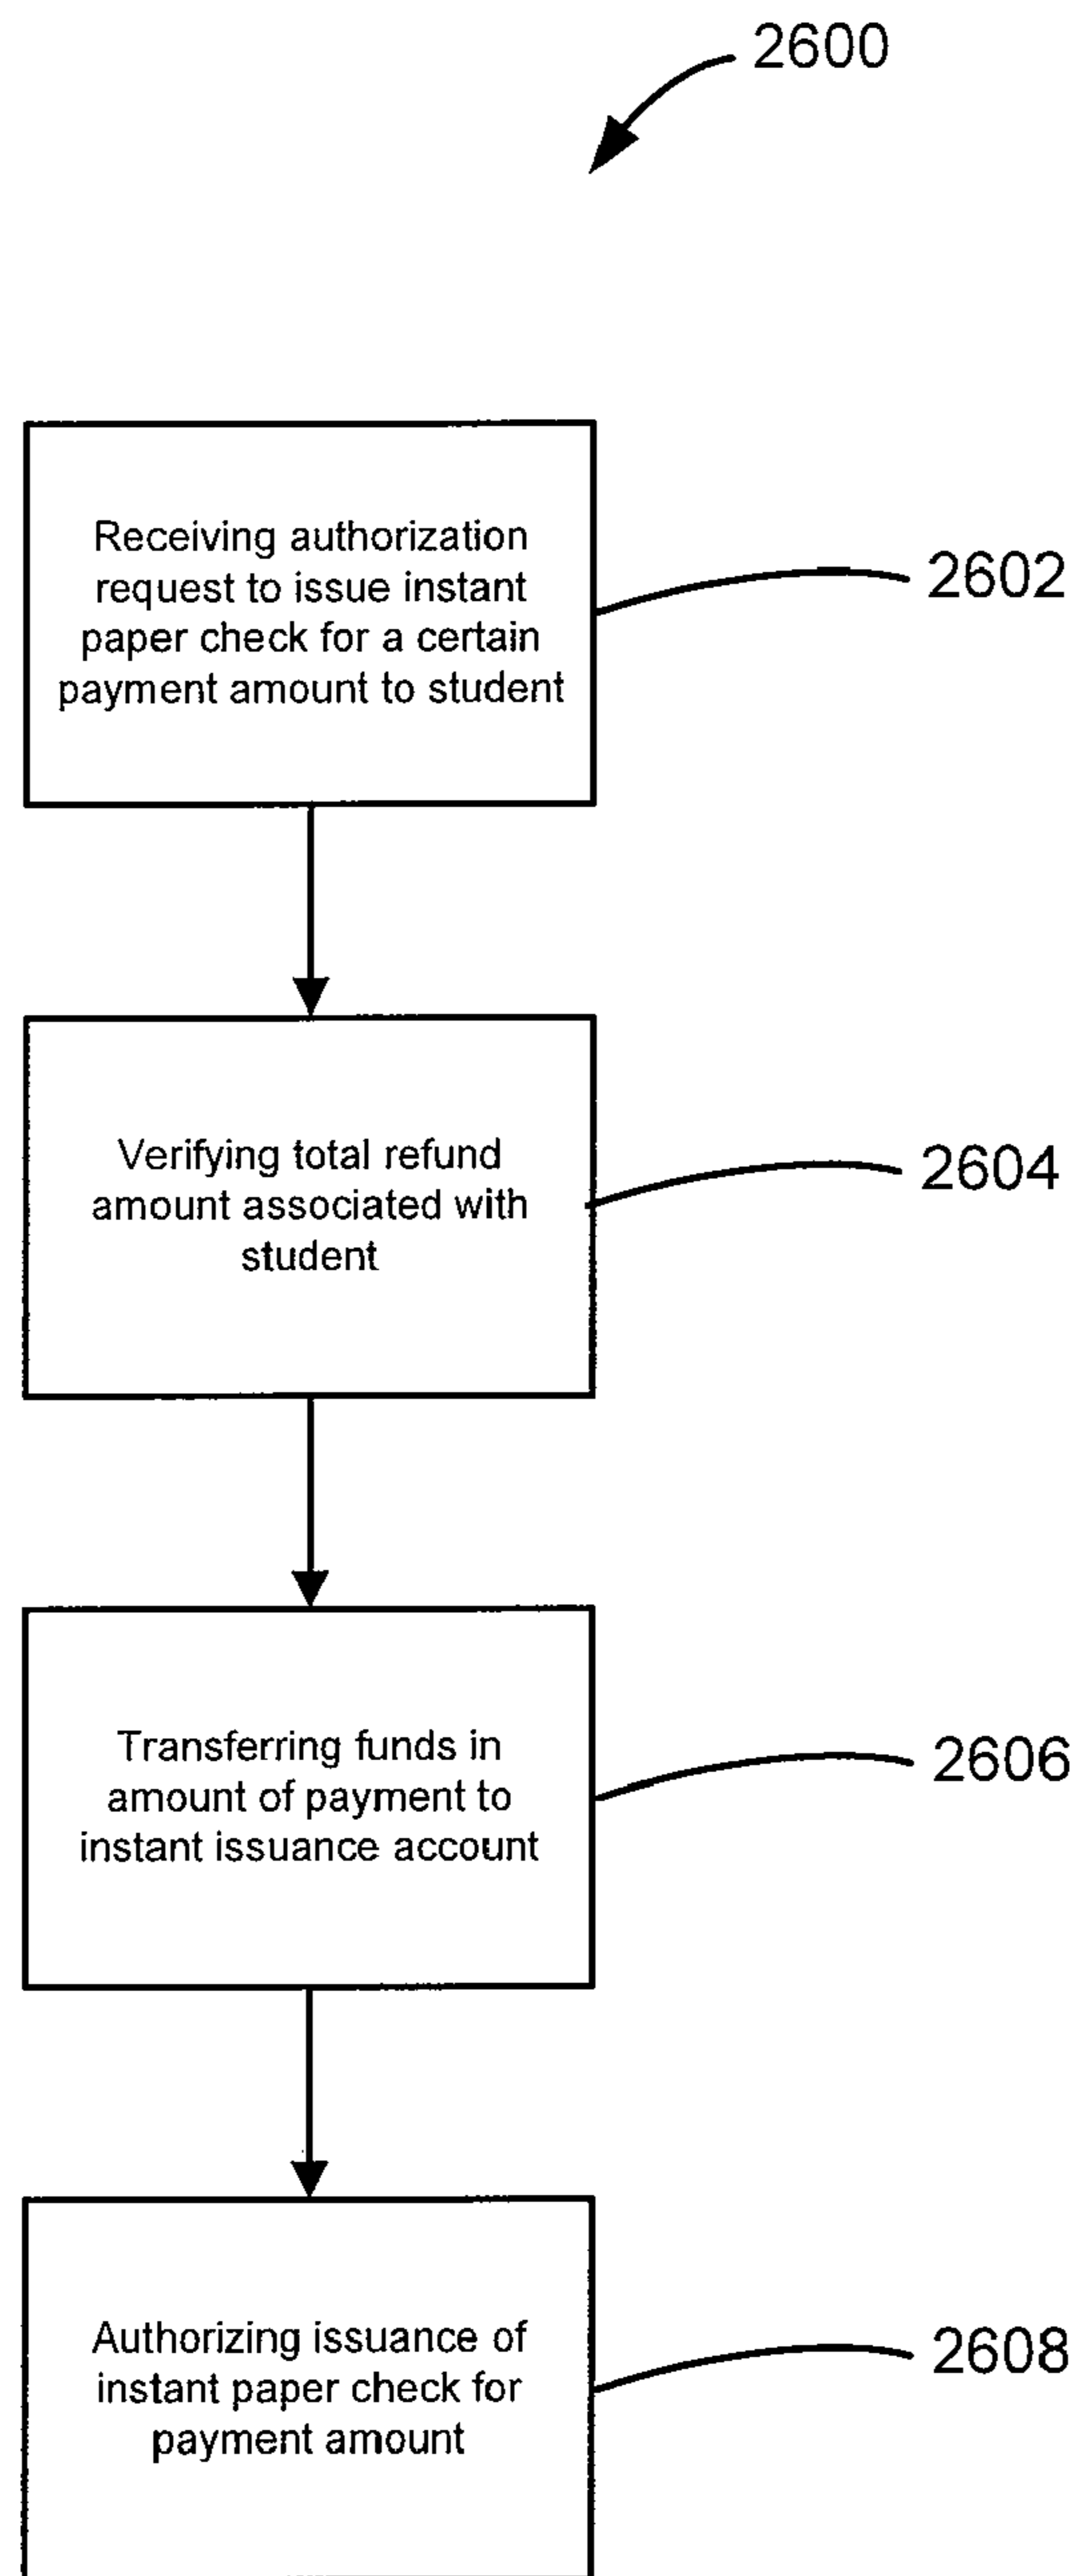 2600
Receiving authorization
request to issue instant
paper check for a certain
payment amount to student
2602
Verifying total refund
amount associated with
student
2604
Transferring funds in
amount of payment to
instant issuance account
2606
Authorizing issuance of
instant paper check for
payment amount
2608